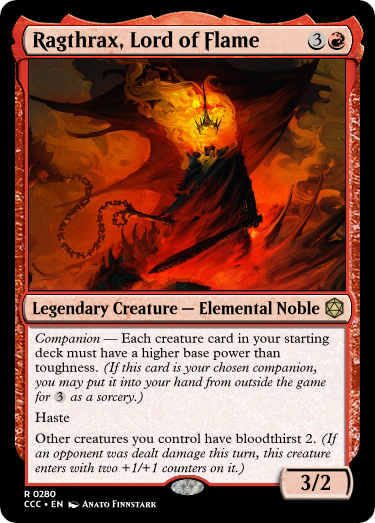 Ragthrax, Lord of Flame 3
Legendary Creature — Elemental Noble
Companion — Each creature card in your starting
deck must have a higher base power than
toughness. (If this card is your chosen companion,
you may put it into your hand from outside the game
for 3 as a sorcery.)
Haste
Other creatures you control have bloodthirst 2. (If
an opponent was dealt damage this turn, this creature
enters with two +1/+1 counters on it.)
3/2
R 0280
CCC • EN Anato Finnstark